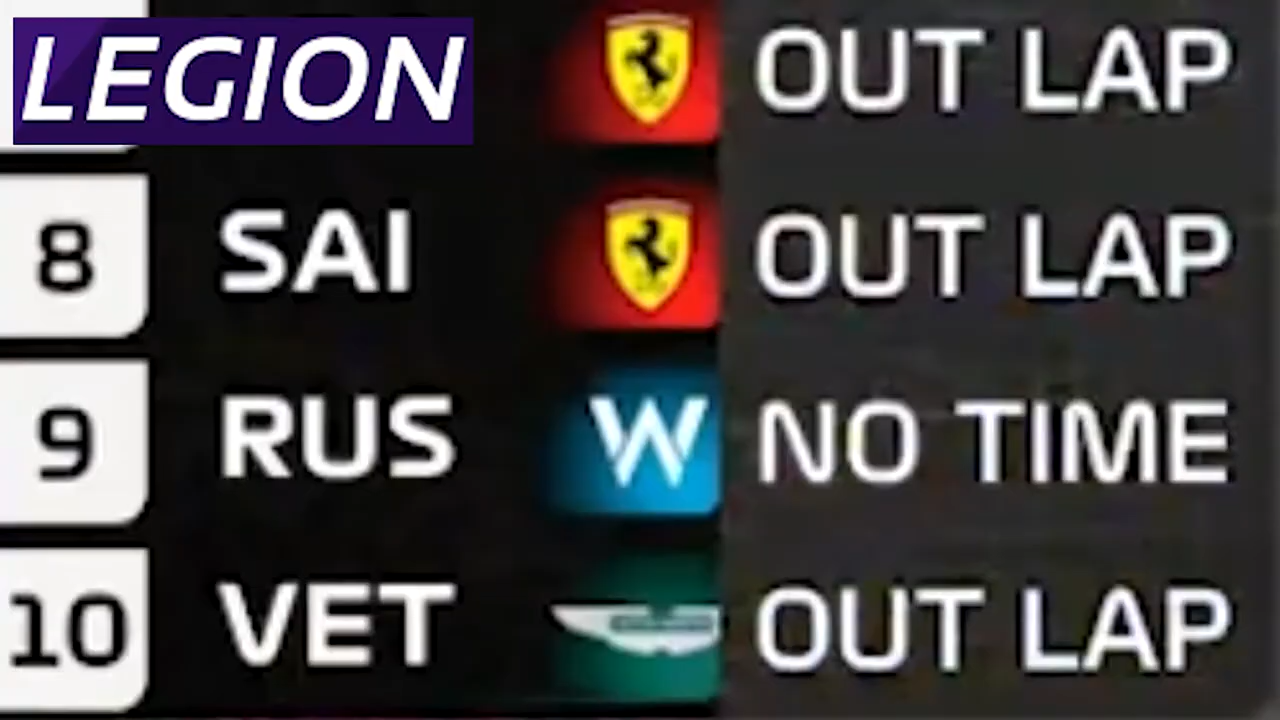 LEGION OUT LAP
8 SAI OUT LAP
9 RUS W NO TIME
10 VET OUT LAP